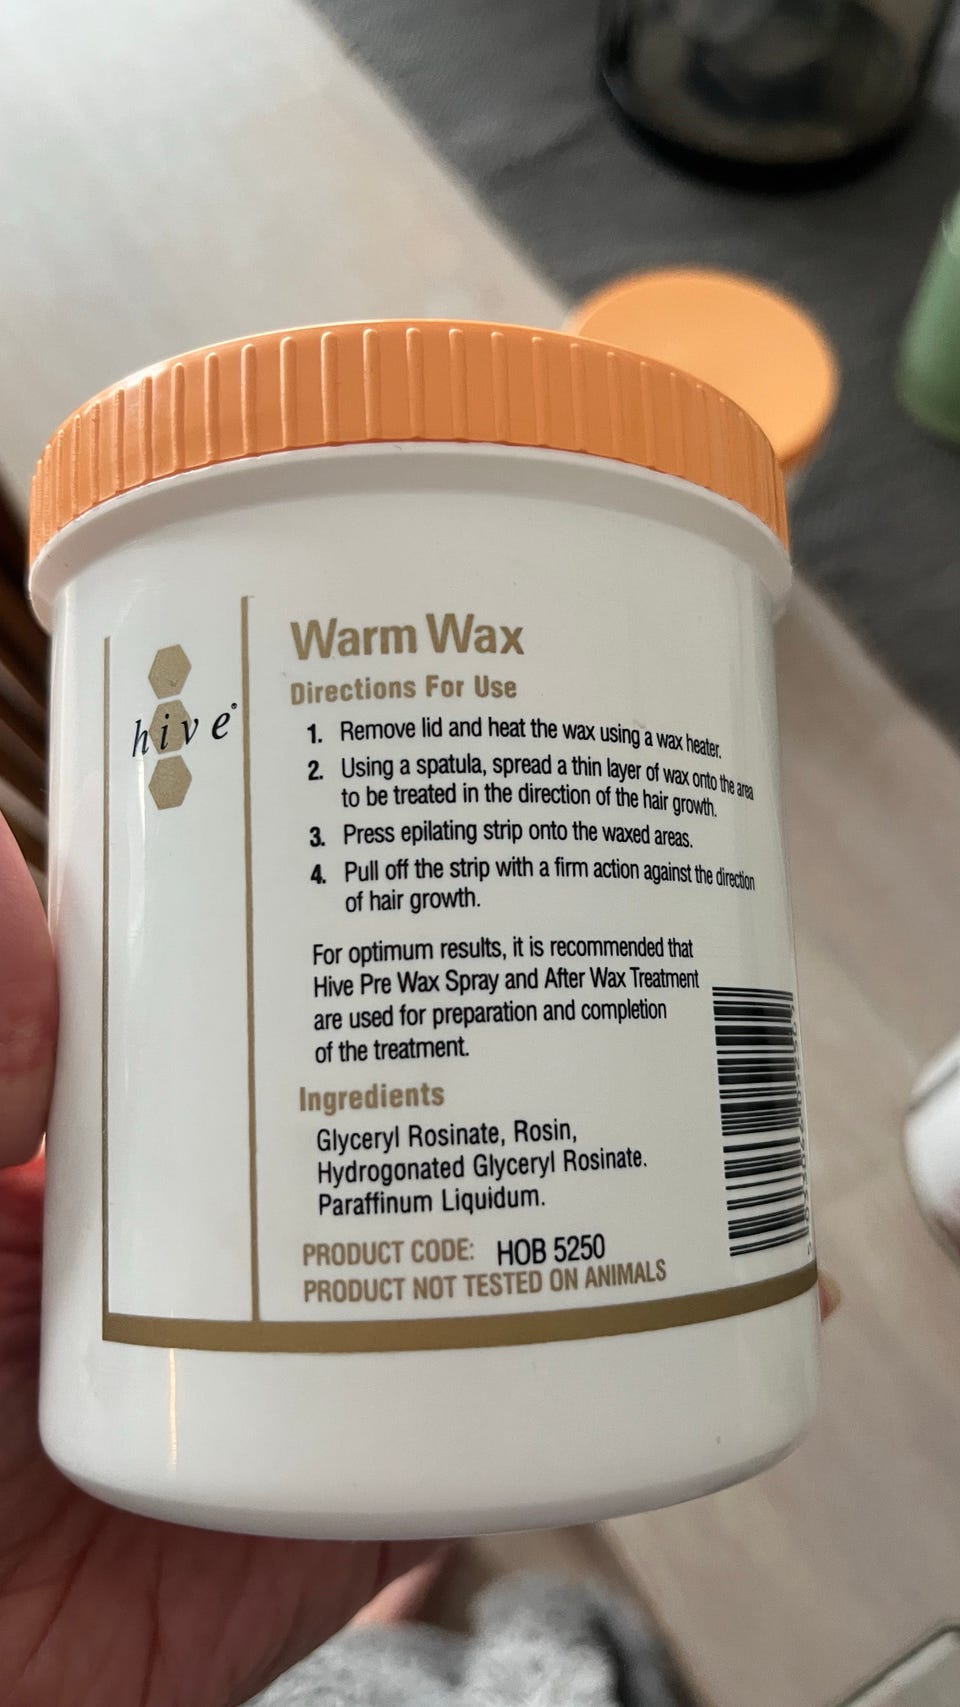 hive®
Warm Wax
Directions For Use
1. Remove lid and heat the wax using a wax heater.
2. Using a spatula, spread a thin layer of wax onto the area
to be treated in the direction of the hair growth.
3. Press epilating strip onto the waxed areas.
4. Pull off the strip with a firm action against the direction
of hair growth.
For optimum results, it is recommended that
Hive Pre Wax Spray and After Wax Treatment
are used for preparation and completion
of the treatment.
Ingredients
Glyceryl Rosinate, Rosin,
Hydrogonated Glyceryl Rosinate.
Paraffinum Liquidum.
PRODUCT CODE: HOB 5250
PRODUCT NOT TESTED ON ANIMALS